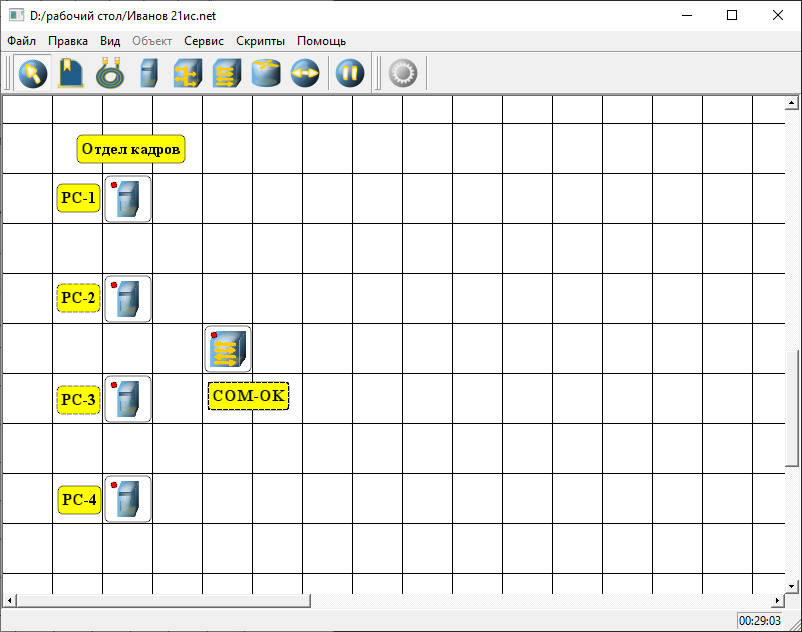 D:/рабочий стол/Иванов 21ис.net
Файл Правка Вид Объект Сервис Скрипты Помощь
Отдел кадров
PC-1
PC-2
COM-OK
PC-3
PC-4
00:29:03